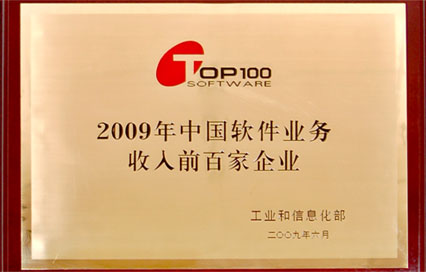 TOP100
SOFTWARE
2009年中国软件业务
收入前百家企业
工业和信息化部
二〇〇九年六月